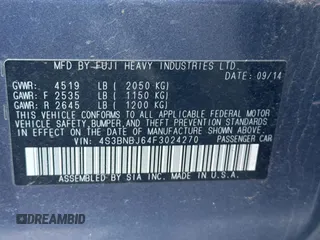 MFD BY FUJI HEAVY INDUSTRIES LTD.
DATE: 09/14
GVWR: 4519 LB ( 2050 KG)
GAWR: F 2535 LB ( 1150 KG)
GAWR: R 2645 LB ( 1200 KG)
THIS VEHICLE CONFORMS TO ALL APPLICABLE FEDERAL MOTOR
VEHICLE SAFETY, BUMPER, AND THEFT PREVENTION STANDARDS
IN EFFECT ON THE DATE OF MANUFACTURE SHOWN ABOVE.
VIN: 4S3BNBJ64F3024270
PASSENGER CAR
ASSEMBLED BY SIA INC. MADE IN U.S.A.
DREAMBID